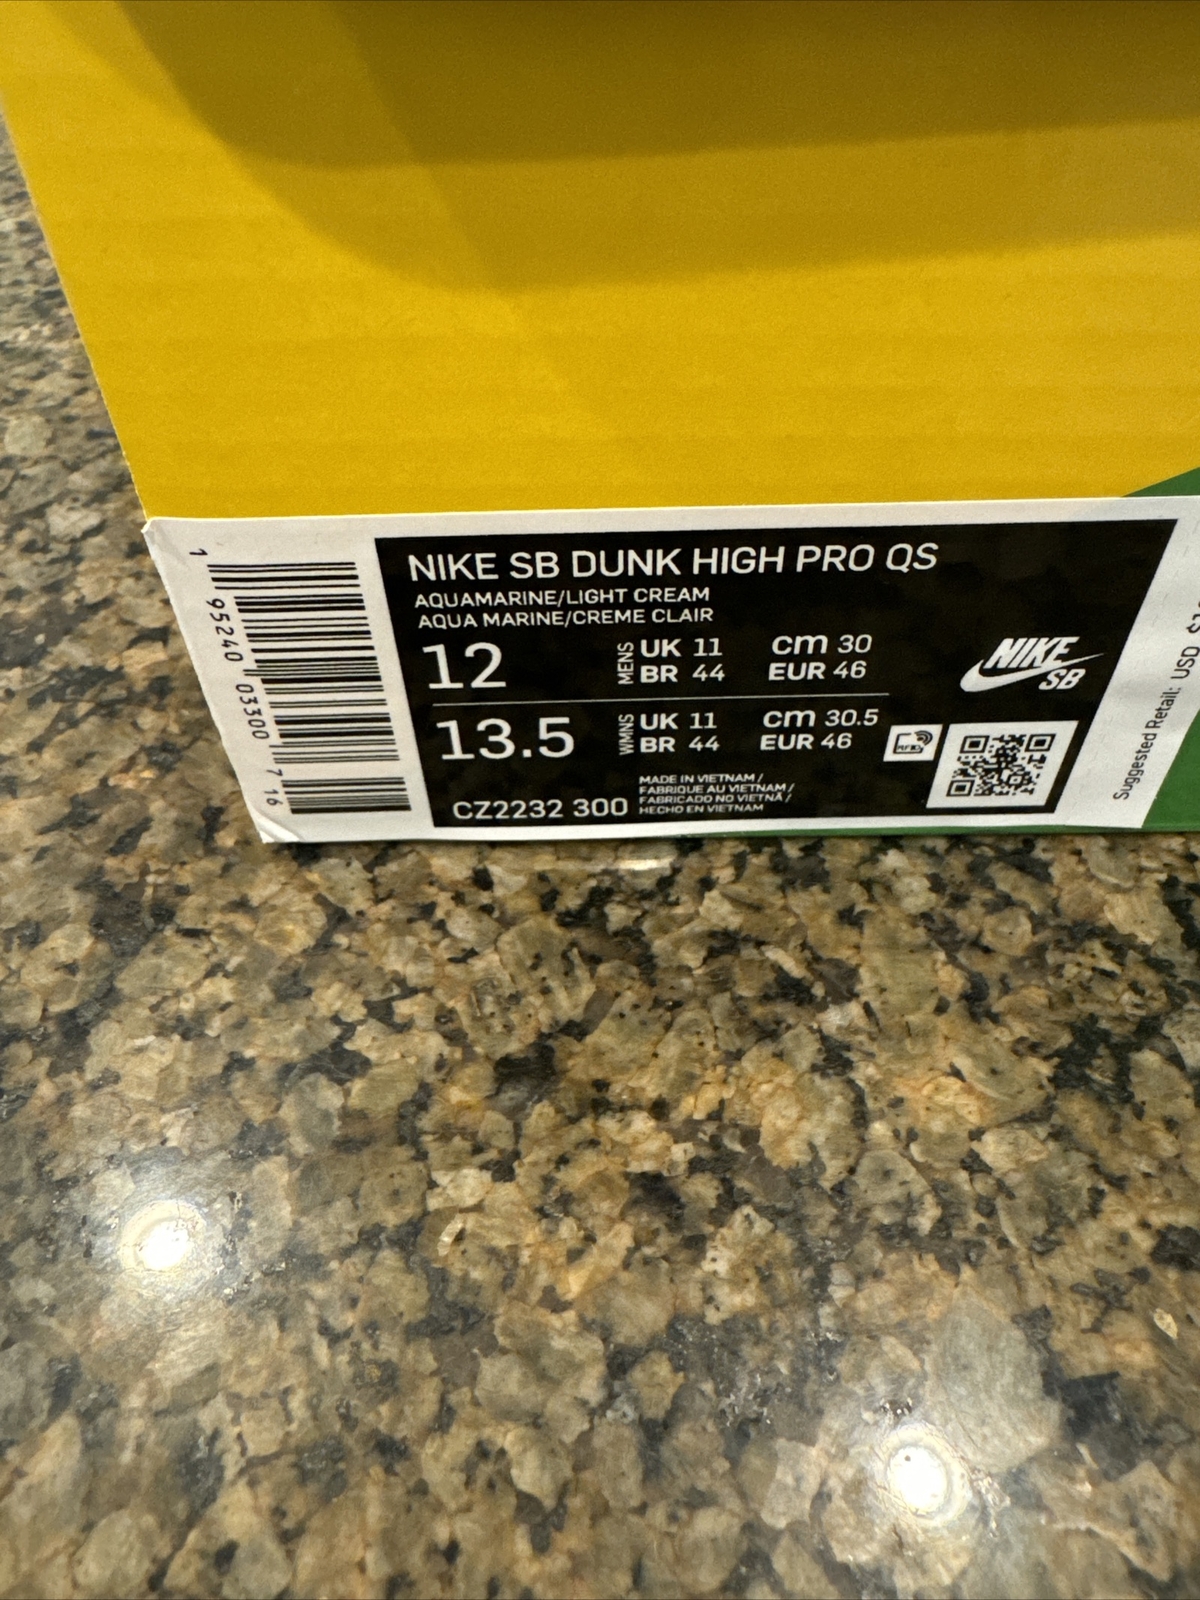 1 95240 03300 7 16
NIKE SB DUNK HIGH PRO QS
AQUAMARINE/LIGHT CREAM
AQUA MARINE/CREME CLAIR
12 MENS UK 11 cm 30
BR 44 EUR 46
13.5 WMNS UK 11 cm 30.5
BR 44 EUR 46
CZ2232 300
MADE IN VIETNAM /
FABRIQUE AU VIETNAM /
FABRICADO NO VIETNÃ /
HECHO EN VIETNAM
NIKE
SB
RFID
Suggested Retail: USD